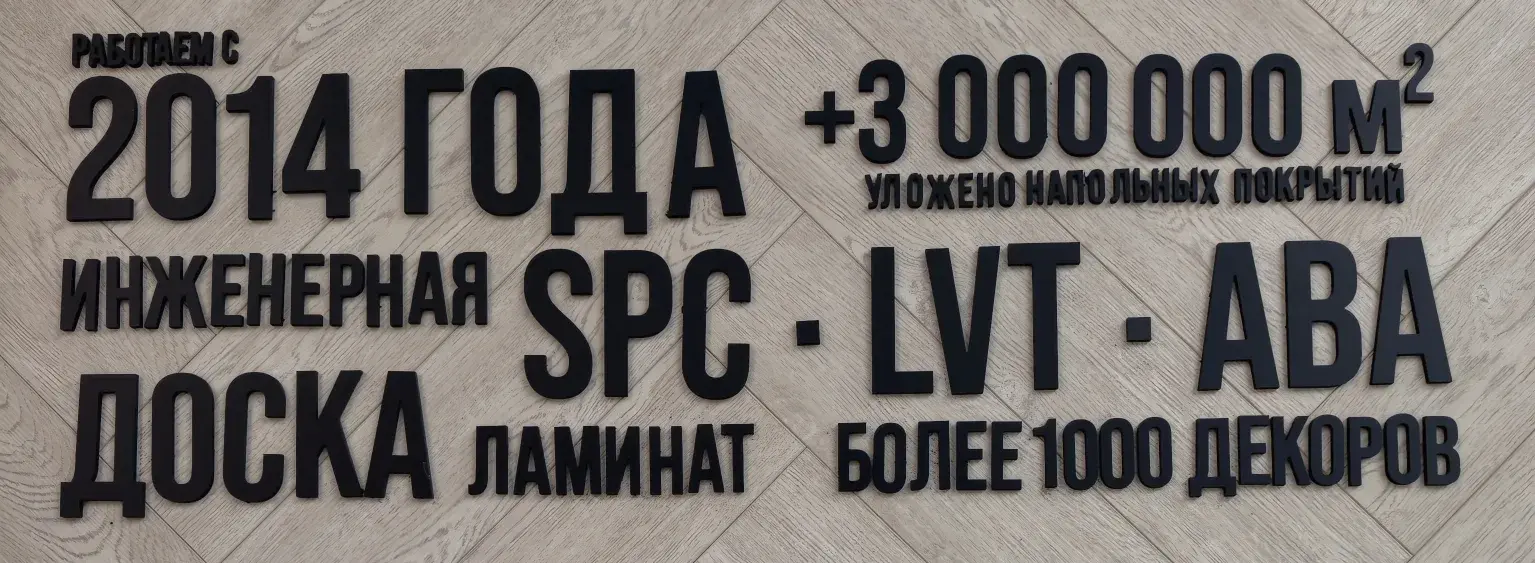 РАБОТАЕМ С
2014 ГОДА
+3 000 000 м²
УЛОЖЕНО НАПОЛЬНЫХ ПОКРЫТИЙ
ИНЖЕНЕРНАЯ
ДОСКА
SPC · LVT · ABA
ЛАМИНАТ
БОЛЕЕ 1000 ДЕКОРОВ